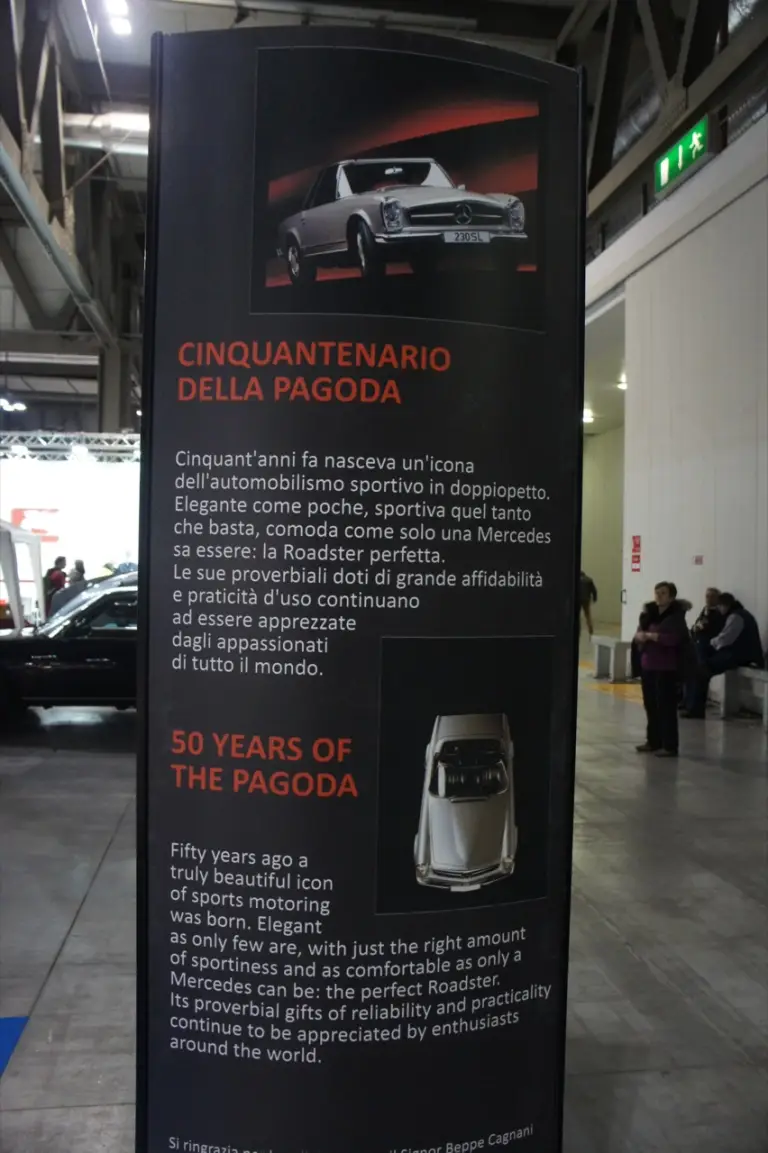 230SL
CINQUANTENARIO
DELLA PAGODA
Cinquant'anni fa nasceva un'icona
dell'automobilismo sportivo in doppiopetto.
Elegante come poche, sportiva quel tanto
che basta, comoda come solo una Mercedes
sa essere: la Roadster perfetta.
Le sue proverbiali doti di grande affidabilità
e praticità d'uso continuano
ad essere apprezzate
dagli appassionati
di tutto il mondo.
50 YEARS OF
THE PAGODA
Fifty years ago a
truly beautiful icon
of sports motoring
was born. Elegant
as only few are, with just the right amount
of sportiness and as comfortable as only a
Mercedes can be: the perfect Roadster.
Its proverbial gifts of reliability and practicality
continue to be appreciated by enthusiasts
around the world.
Si ringrazia Signor Beppe Cagnani